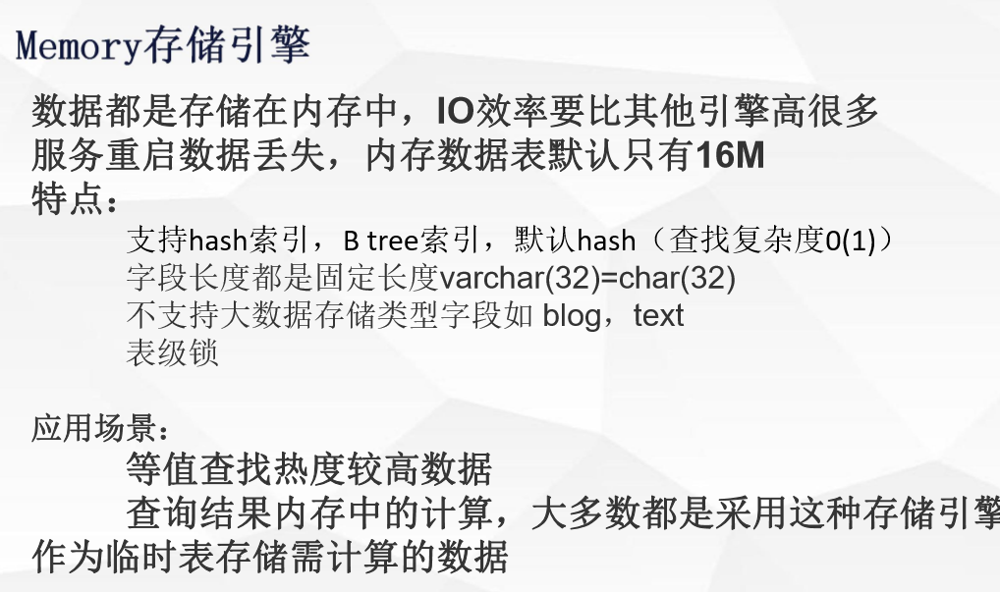 Memory存储引擎
数据都是存储在内存中，IO效率要比其他引擎高很多
服务重启数据丢失，内存数据表默认只有16M
特点：
支持hash索引，B tree索引，默认hash（查找复杂度0(1)）
字段长度都是固定长度varchar(32)=char(32)
不支持大数据存储类型字段如 blog，text
表级锁
应用场景：
等值查找热度较高数据
查询结果内存中的计算，大多数都是采用这种存储引擎
作为临时表存储需计算的数据